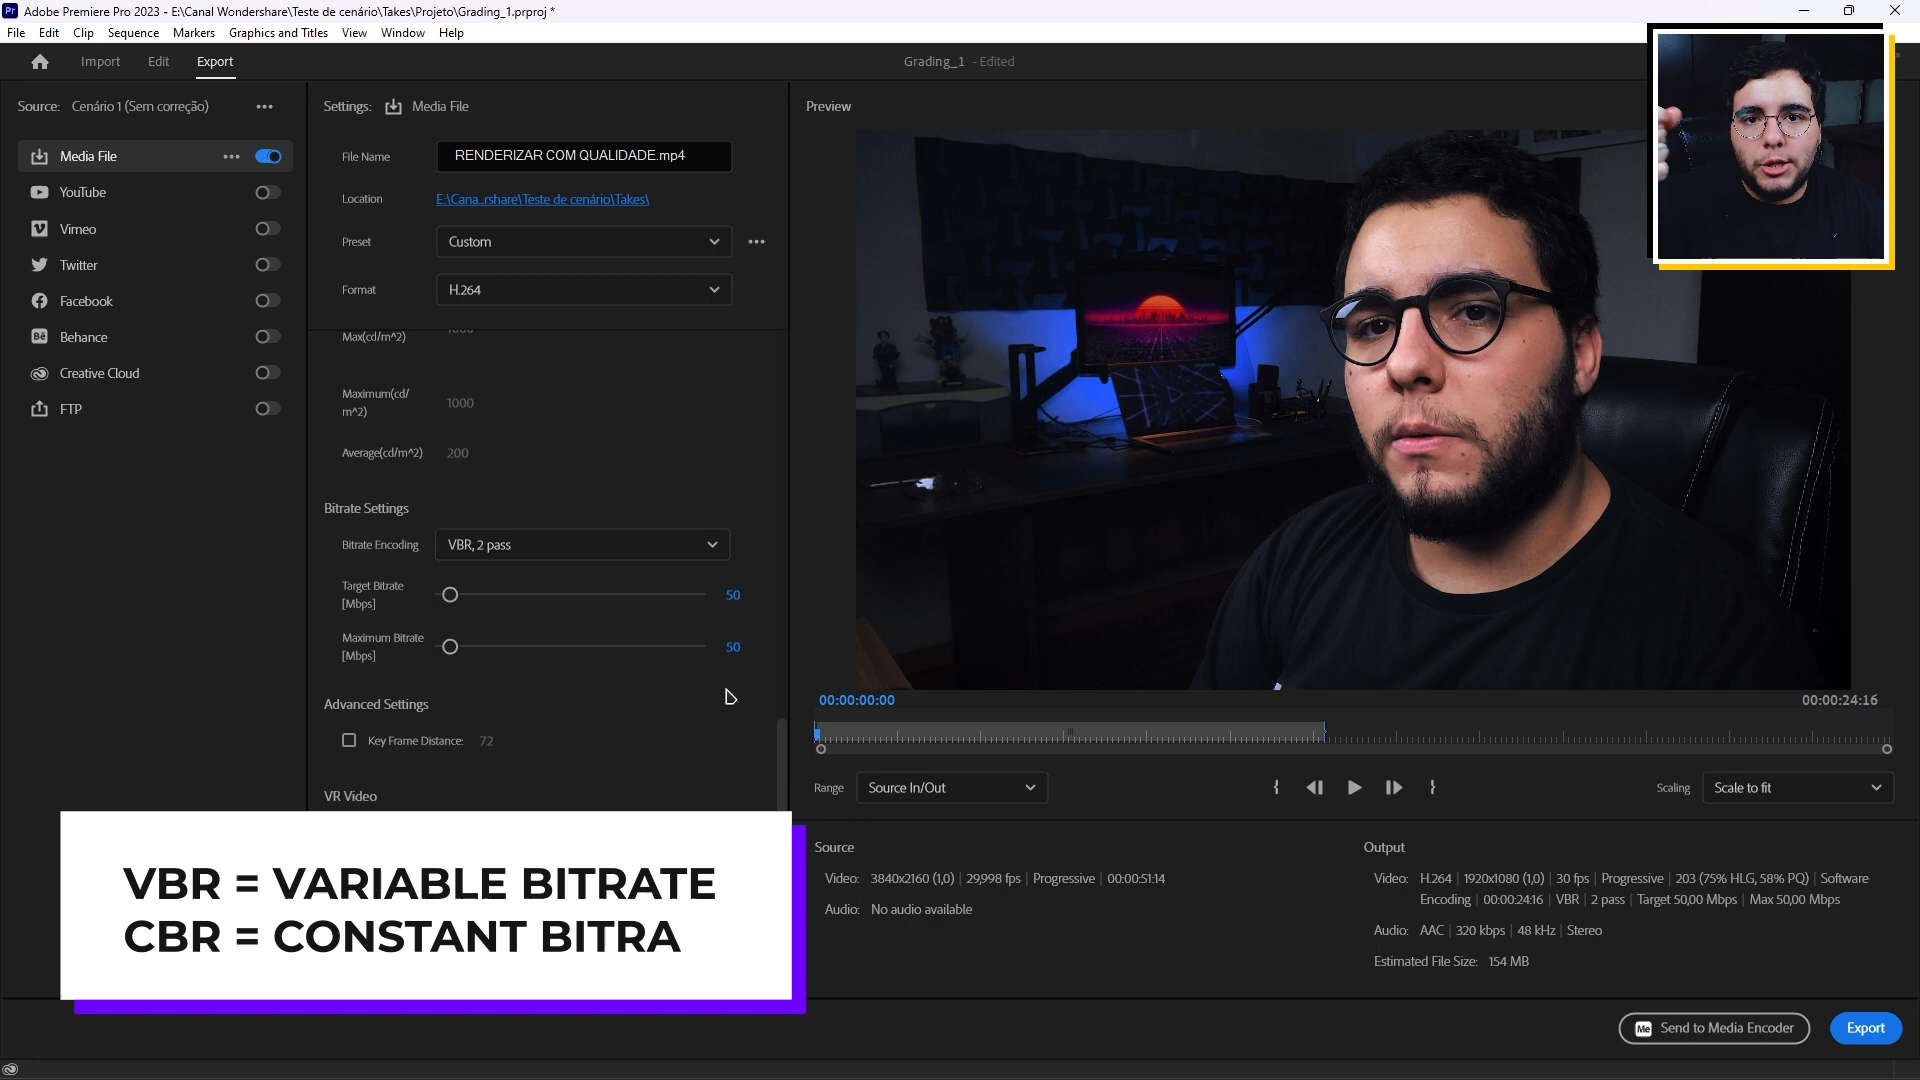 Pr Adobe Premiere Pro 2023 - E:\Canal Wondershare\Teste de cenário\Takes\Projeto\Grading_1.prproj *
File Edit Clip Sequence Markers Graphics and Titles View Window Help
Import Edit Export
Grading_1 - Edited
Source: Cenário 1 (Sem correção)
Media File
YouTube
Vimeo
Twitter
Facebook
Bē Behance
Creative Cloud
FTP
Settings: Media File
File Name RENDERIZAR COM QUALIDADE.mp4
Location E:\Cana...rshare\Teste de cenário\Takes\
Preset Custom
Format H.264
Max(cd/m^2) 1000
Maximum(cd/
m^2) 1000
Average(cd/m^2) 200
Bitrate Settings
Bitrate Encoding VBR, 2 pass
Target Bitrate
[Mbps] 50
Maximum Bitrate
[Mbps] 50
Advanced Settings
Key Frame Distance: 72
VR Video
VBR = VARIABLE BITRATE
CBR = CONSTANT BITRA
Preview
00:00:00:00 00:00:24:16
Range Source In/Out
Scaling Scale to fit
Source
Video: 3840x2160 (1,0) | 29,998 fps | Progressive | 00:00:51:14
Audio: No audio available
Output
Video: H.264 | 1920x1080 (1,0) | 30 fps | Progressive | 203 (75% HLG, 58% PQ) | Software
Encoding | 00:00:24:16 | VBR | 2 pass | Target 50,00 Mbps | Max 50,00 Mbps
Audio: AAC | 320 kbps | 48 kHz | Stereo
Estimated File Size: 154 MB
Me Send to Media Encoder
Export